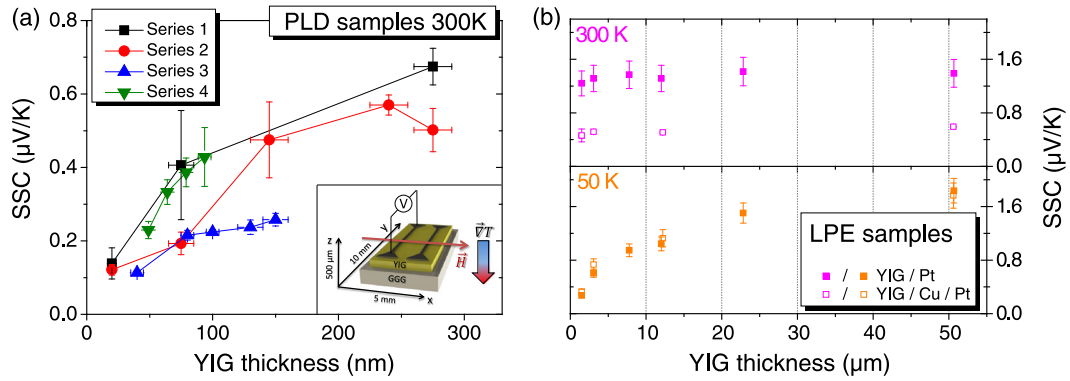 (a)
PLD samples 300K
Series 1
Series 2
Series 3
Series 4
0.8
0.6
0.4
0.2
0.0
SSC (μV/K)
0
100
200
300
YIG thickness (nm)
V
z
y
x
500 μm
10 mm
5 mm
YIG
GGG
H
∇T
(b)
300 K
1.6
0.8
0.0
50 K
1.6
0.8
0.0
SSC (μV/K)
LPE samples
/ YIG / Pt
/ YIG / Cu / Pt
0
10
20
30
40
50
YIG thickness (μm)